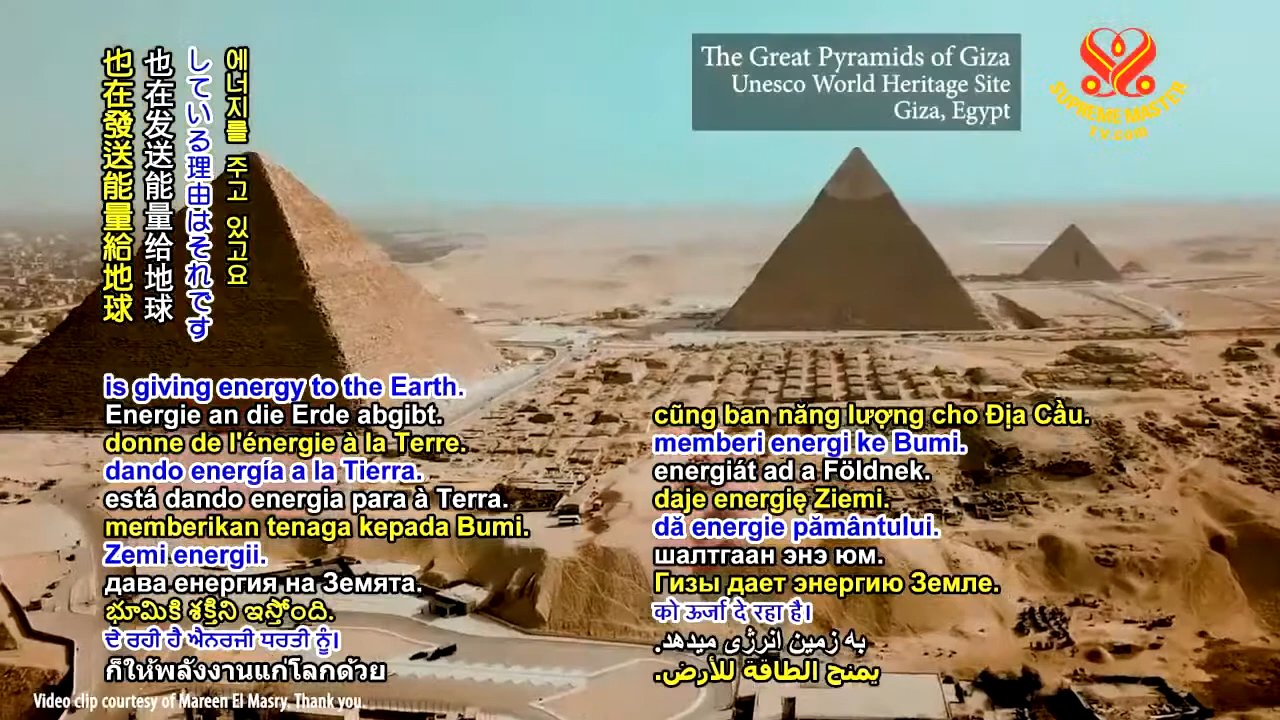 The Great Pyramids of Giza
Unesco World Heritage Site
Giza, Egypt
SUPREME MASTER
TV.com
에너지를 주고 있고요
している理由はそれです
也在发送能量给地球
也在發送能量給地球
is giving energy to the Earth.
Energie an die Erde abgibt.
donne de l'énergie à la Terre.
dando energía a la Tierra.
está dando energia para à Terra.
memberikan tenaga kepada Bumi.
Zemi energii.
дава енергия на Земята.
భూమికి శక్తిని ఇస్తోంది.
ਦੇ ਰਹੀ ਹੈ ਐਨਰਜੀ ਧਰਤੀ ਨੂੰ।
ก็ให้พลังงานแก่โลกด้วย
cũng ban năng lượng cho Địa Cầu.
memberi energi ke Bumi.
energiát ad a Földnek.
daje energię Ziemi.
dă energie pământului.
шалтгаан энэ юм.
Гизы дает энергию Земле.
को ऊर्जा दे रहा है।
به زمین انرژی میدهد.
يمنح الطاقة للأرض.
Video clip courtesy of Mareen El Masry. Thank you.